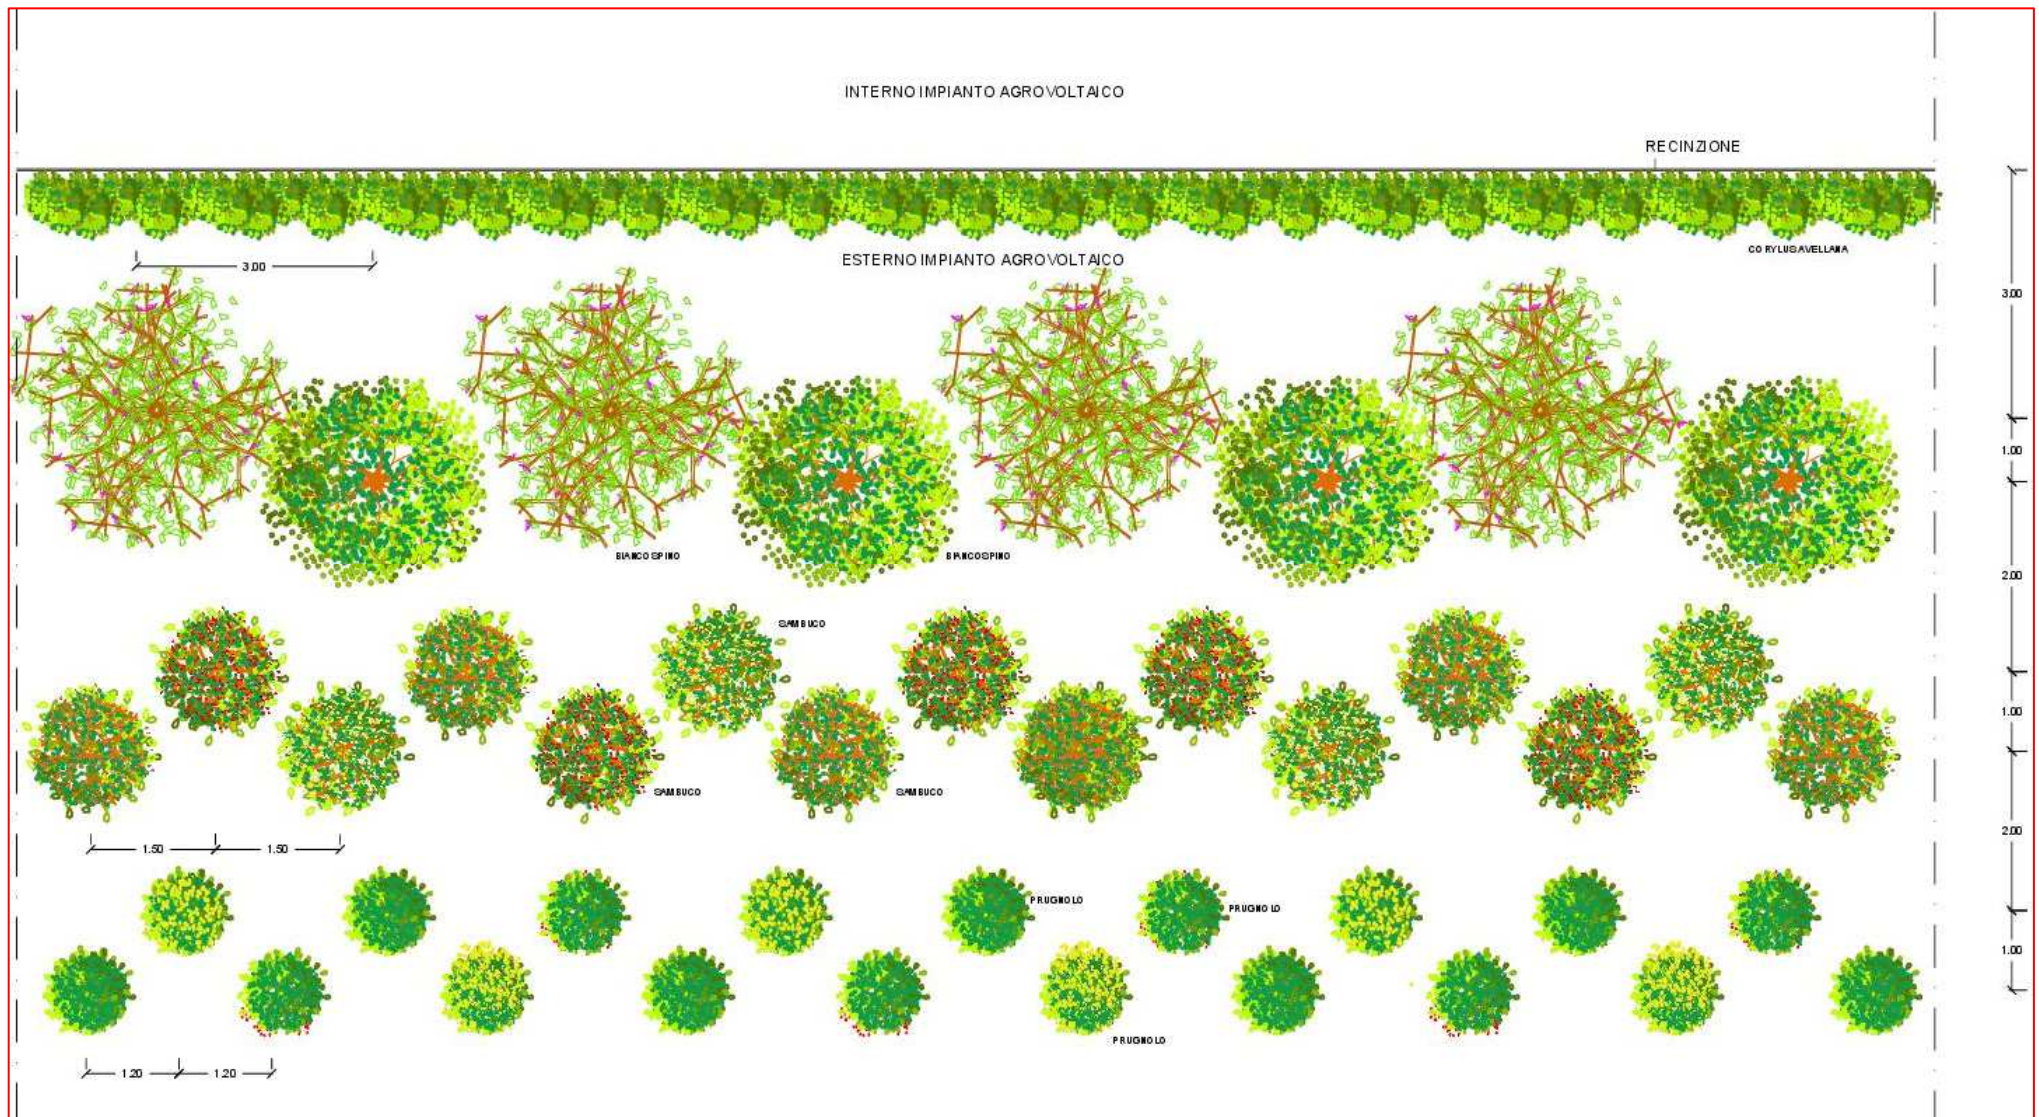 INTERNO IMPIANTO AGROVOLTAICO
RECINZIONE
CORYLUS AVELLANA
3.00
ESTERNO IMPIANTO AGROVOLTAICO
3.00
1.00
BIANCOSPINO
BIANCOSPINO
2.00
SAMBUCO
1.00
SAMBUCO
SAMBUCO
2.00
1.50
1.50
PRUGNOLO
PRUGNOLO
1.00
PRUGNOLO
1.20
1.20